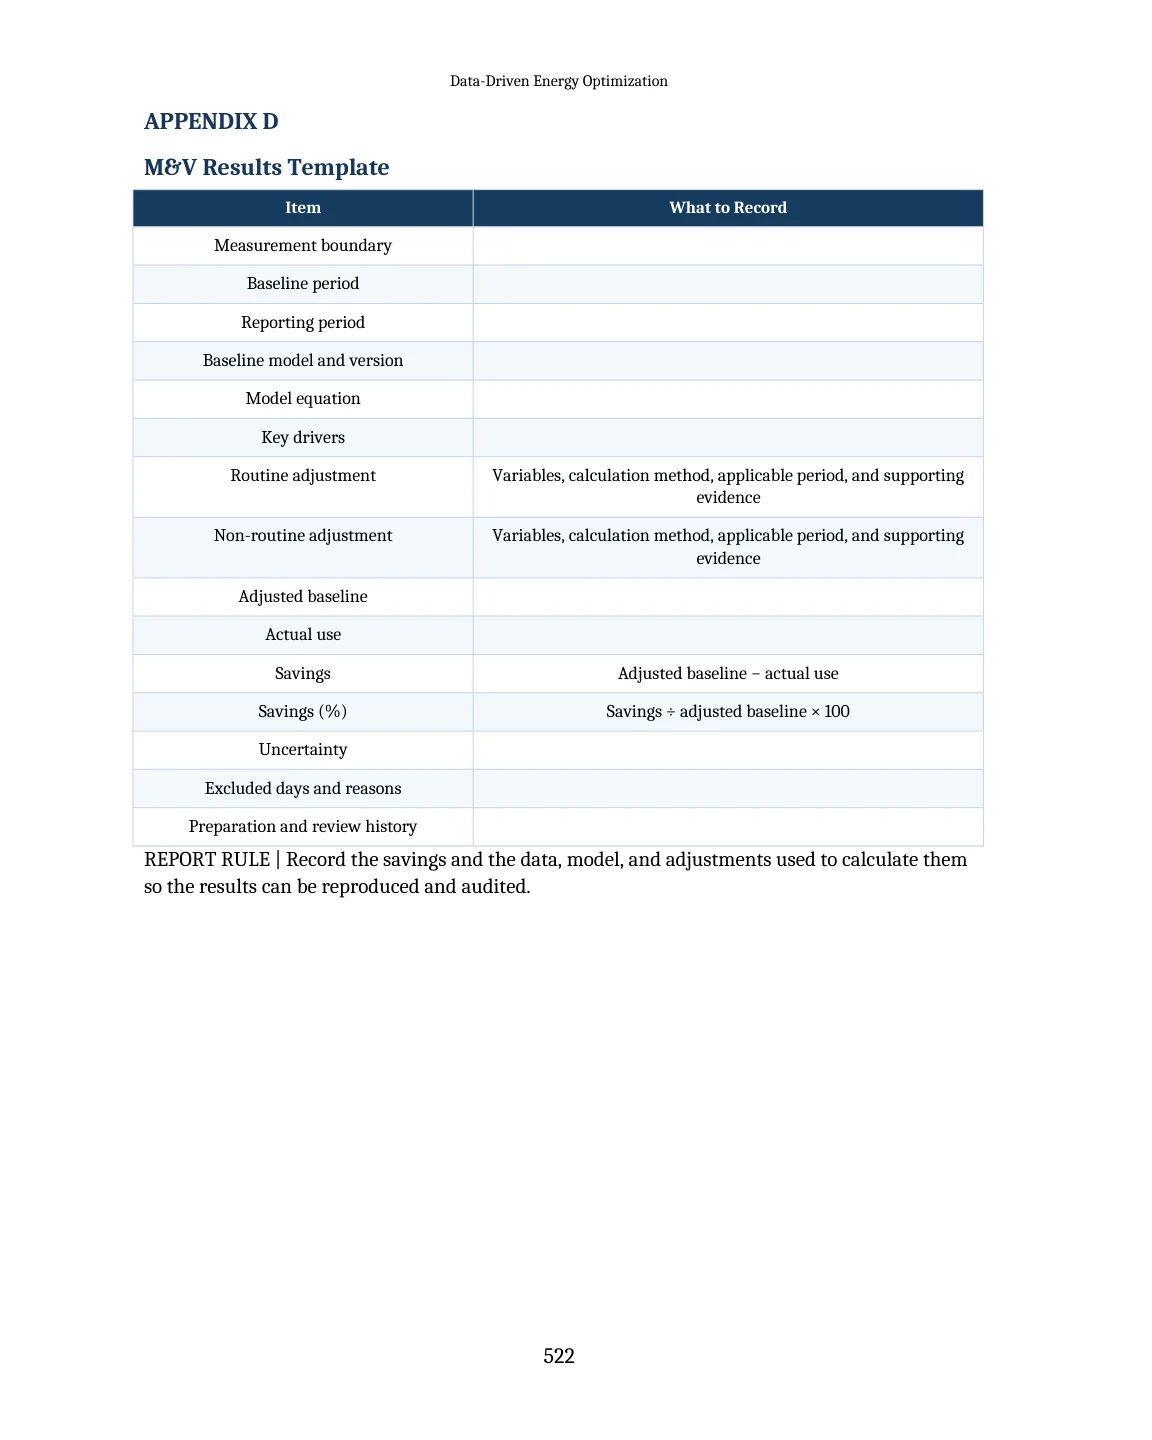 Data-Driven Energy Optimization
APPENDIX D
M&V Results Template
Item What to Record
Measurement boundary
Baseline period
Reporting period
Baseline model and version
Model equation
Key drivers
Routine adjustment Variables, calculation method, applicable period, and supporting
evidence
Non-routine adjustment Variables, calculation method, applicable period, and supporting
evidence
Adjusted baseline
Actual use
Savings Adjusted baseline − actual use
Savings (%) Savings ÷ adjusted baseline × 100
Uncertainty
Excluded days and reasons
Preparation and review history
REPORT RULE | Record the savings and the data, model, and adjustments used to calculate them
so the results can be reproduced and audited.
522